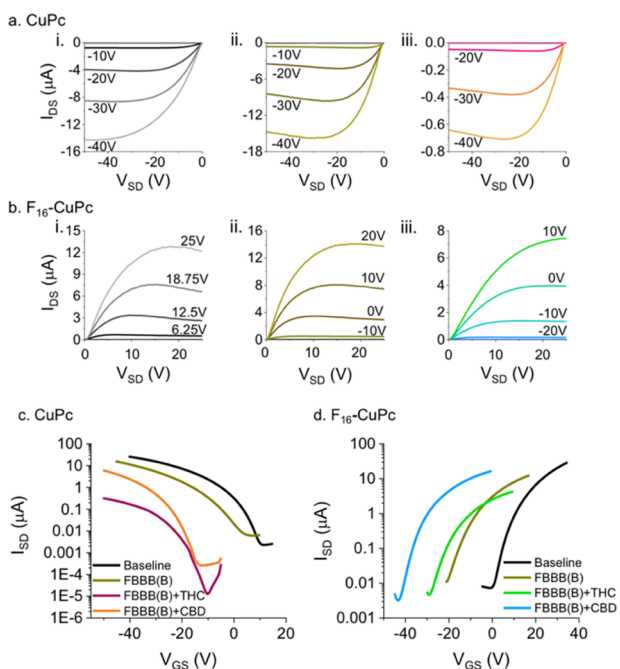 a. CuPc
i.
ii.
iii.
0
-4
-8
-12
-16
-10V
-20V
-30V
-40V
-40 -20 0
0
-3
-6
-9
-12
-15
-10V
-20V
-30V
-40V
-40 -20 0
0.0
-0.2
-0.4
-0.6
-0.8
-20V
-30V
-40V
-40 -20 0
I_DS (µA)
V_SD (V)
V_SD (V)
V_SD (V)
b. F₁₆-CuPc
i.
ii.
iii.
15
12
9
6
3
0
25V
18.75V
12.5V
6.25V
0 10 20
16
12
8
4
0
20V
10V
0V
-10V
0 10 20
8
6
4
2
0
10V
0V
-10V
-20V
0 10 20
I_DS (µA)
V_SD (V)
V_SD (V)
V_SD (V)
c. CuPc
100
10
1
0.1
0.01
0.001
1E-4
1E-5
1E-6
I_SD (µA)
Baseline
FBBB(B)
FBBB(B)+THC
FBBB(B)+CBD
-40 -20 0 20
V_GS (V)
d. F₁₆-CuPc
100
10
1
0.1
0.01
0.001
I_SD (µA)
Baseline
FBBB(B)
FBBB(B)+THC
FBBB(B)+CBD
-40 -20 0 20 40
V_GS (V)